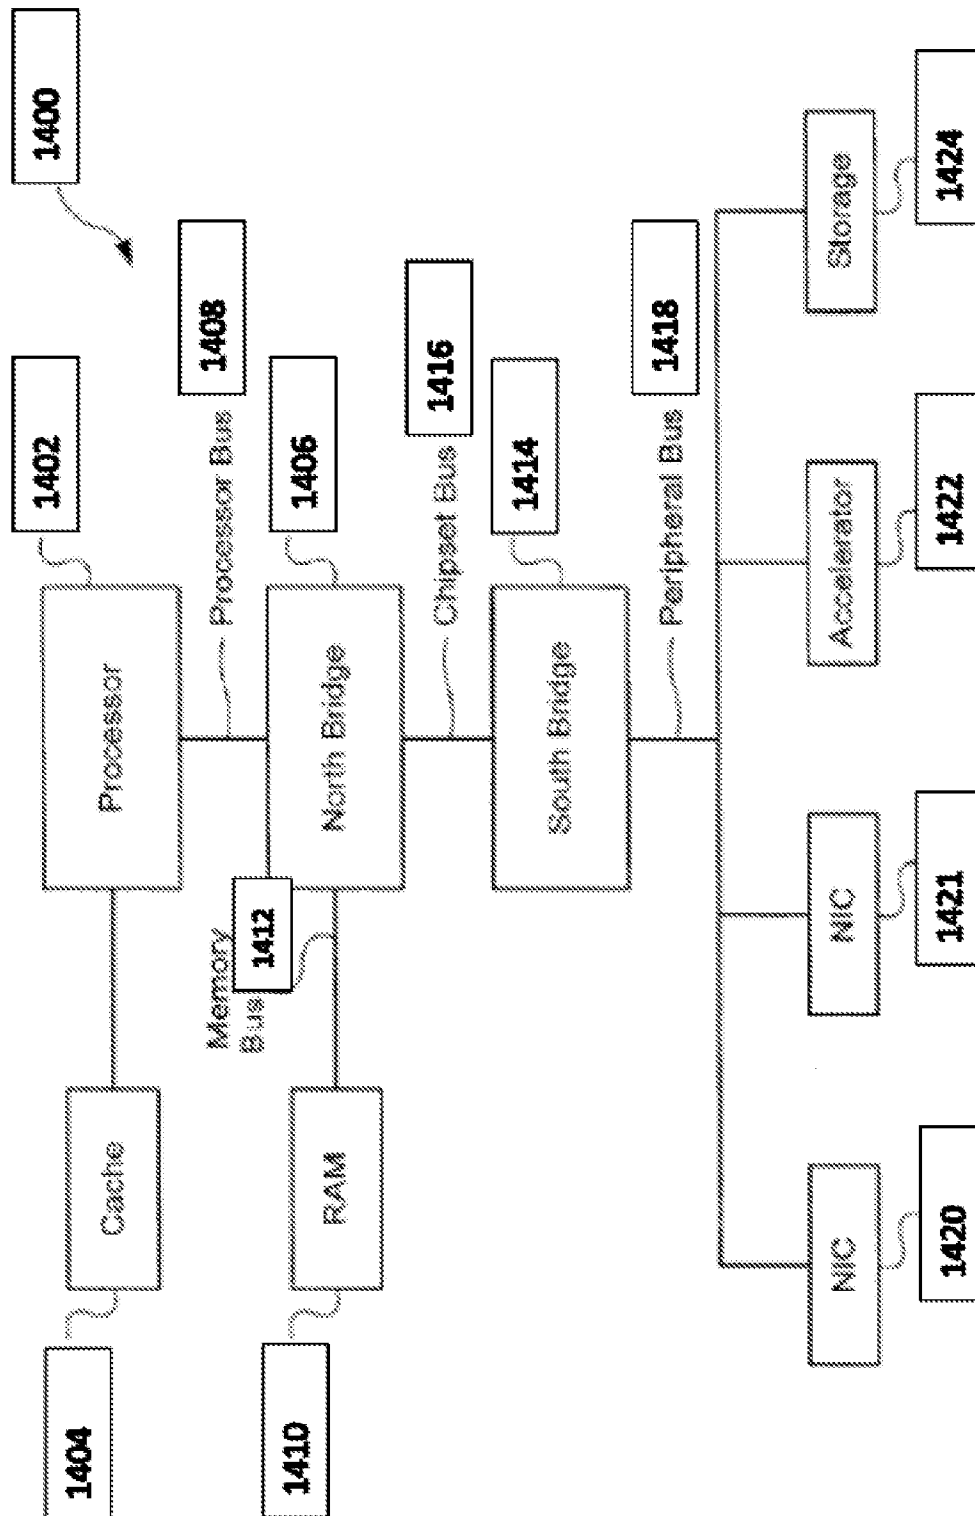 1400
1402
Processor
Cache
1404
1408
Processor Bus
1406
North Bridge
1412
Memory
Bus
RAM
1410
1416
Chipset Bus
1414
South Bridge
1418
Peripheral Bus
NIC
NIC
Accelerator
Storage
1420
1421
1422
1424